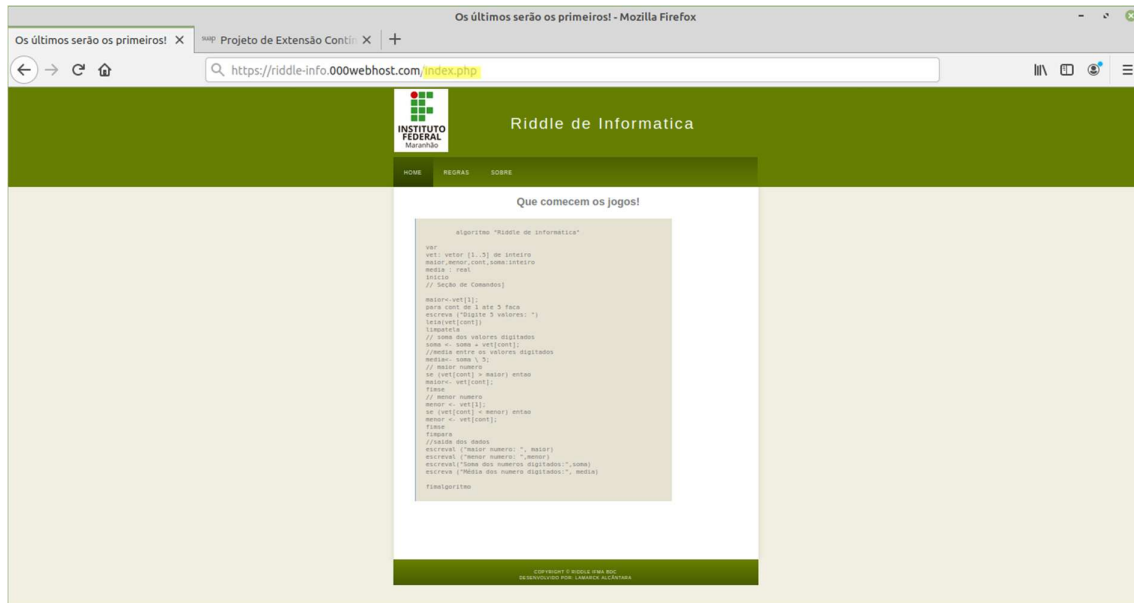 Os últimos serão os primeiros! - Mozilla Firefox
Os últimos serão os primeiros!
suap Projeto de Extensão Contín
https://riddle-info.000webhost.com/index.php
INSTITUTO
FEDERAL
Maranhão
Riddle de Informatica
HOME REGRAS SOBRE
Que comecem os jogos!
algoritmo "Riddle de informática"
var
vet: vetor [1..5] de inteiro
maior,menor,cont,soma:inteiro
media : real
inicio
// Seção de Comandos]
maior<-vet[1];
para cont de 1 ate 5 faca
escreva ("Digite 5 valores: ")
leia(vet[cont])
limpatela
// soma dos valores digitados
soma <- soma + vet[cont];
//media entre os valores digitados
media<- soma \ 5;
// maior numero
se (vet[cont] > maior) entao
maior<- vet[cont];
fimse
// menor numero
menor <- vet[1];
se (vet[cont] < menor) entao
menor <- vet[cont];
fimse
fimpara
//saida dos dados
escreval ("maior numero: ", maior)
escreval ("menor numero: ",menor)
escreval("Soma dos numeros digitados:",soma)
escreva ("Média dos numero digitados:", media)
fimalgoritmo
COPYRIGHT © RIDDLE IFMA BDC
DESENVOLVIDO POR: LAMARCK ALCÂNTARA